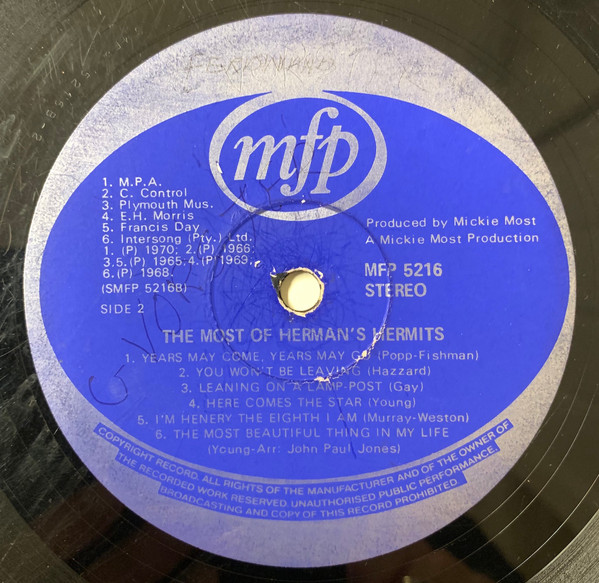 mfp
1. M.P.A.
2. C. Control
3. Plymouth Mus.
4. E.H. Morris
5. Francis Day
6. Intersong (Pty.) Ltd.
1. (P) 1970; 2.(P) 1966;
3.5.(P) 1965;4.(P) 1969;
6.(P) 1968.
(SMFP 5216B)
SIDE 2
Produced by Mickie Most
A Mickie Most Production
MFP 5216
STEREO
THE MOST OF HERMAN'S HERMITS
1. YEARS MAY COME, YEARS MAY GO (Popp-Fishman)
2. YOU WON'T BE LEAVING (Hazzard)
3. LEANING ON A LAMP-POST (Gay)
4. HERE COMES THE STAR (Young)
5. I'M HENERY THE EIGHTH I AM (Murray-Weston)
6. THE MOST BEAUTIFUL THING IN MY LIFE
(Young-Arr: John Paul Jones)
COPYRIGHT RECORD. ALL RIGHTS OF THE MANUFACTURER AND OF THE OWNER OF
THE RECORDED WORK RESERVED. UNAUTHORISED PUBLIC PERFORMANCE,
BROADCASTING AND COPY OF THIS RECORD PROHIBITED